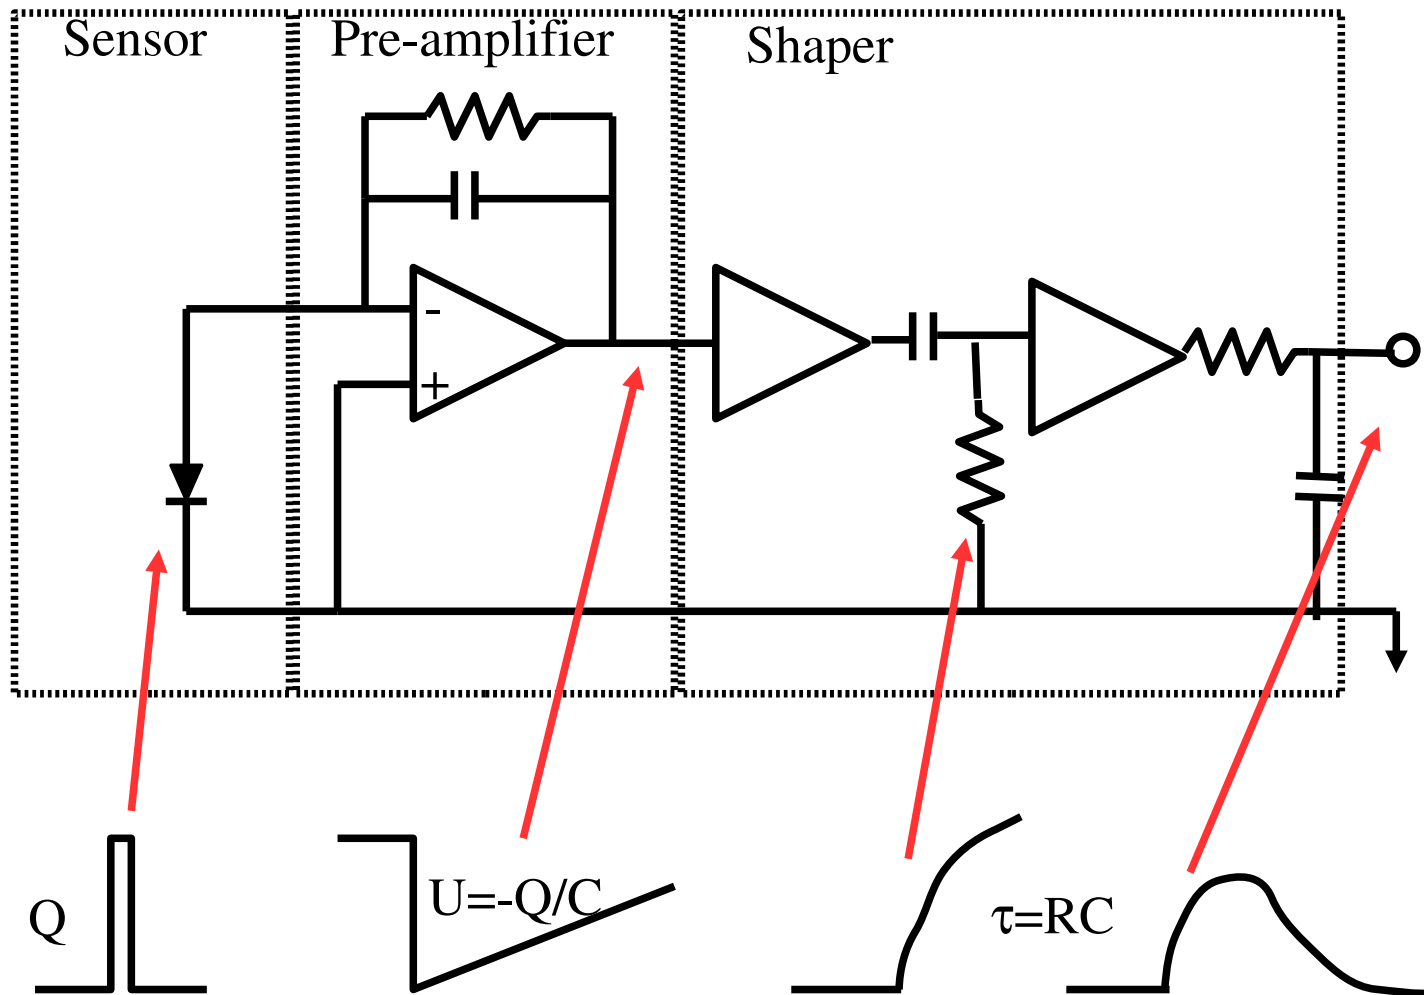 Sensor
Pre-amplifier
Shaper
-
+
Q
U=-Q/C
τ=RC